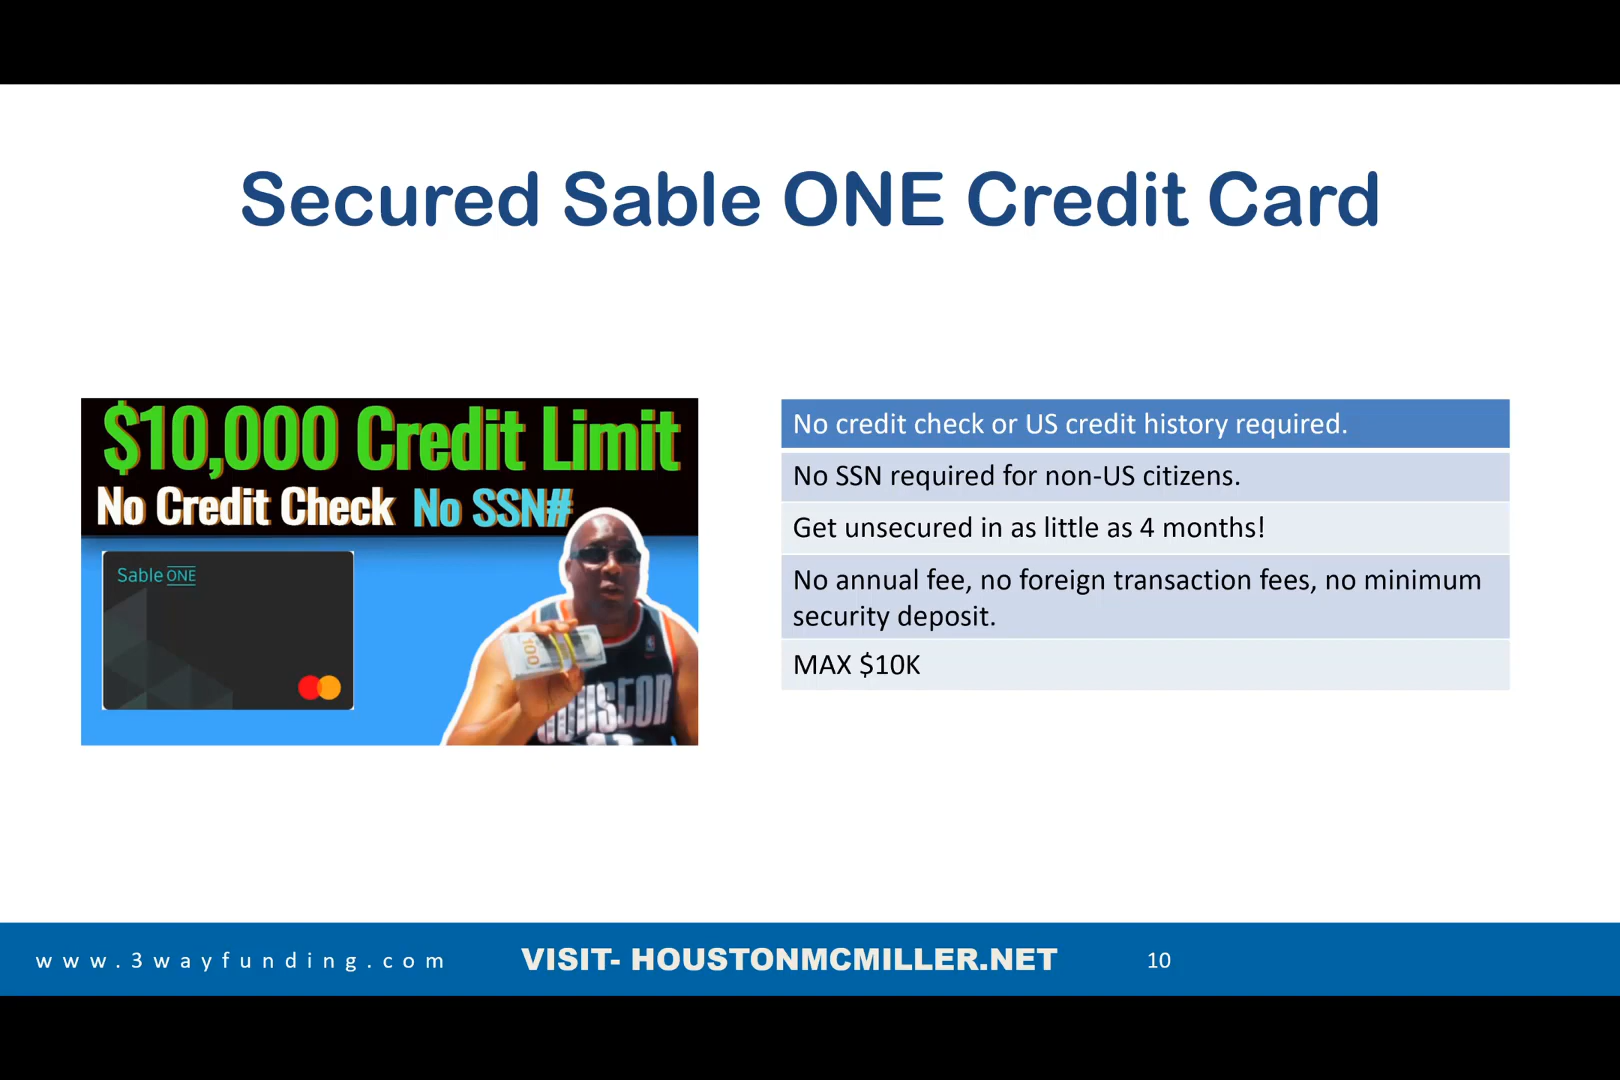 Secured Sable ONE Credit Card
$10,000 Credit Limit
No Credit Check No SSN#
Sable ONE
100
HOUSTON
No credit check or US credit history required.
No SSN required for non-US citizens.
Get unsecured in as little as 4 months!
No annual fee, no foreign transaction fees, no minimum
security deposit.
MAX $10K
www.3wayfunding.com
VISIT- HOUSTONMCMILLER.NET
10